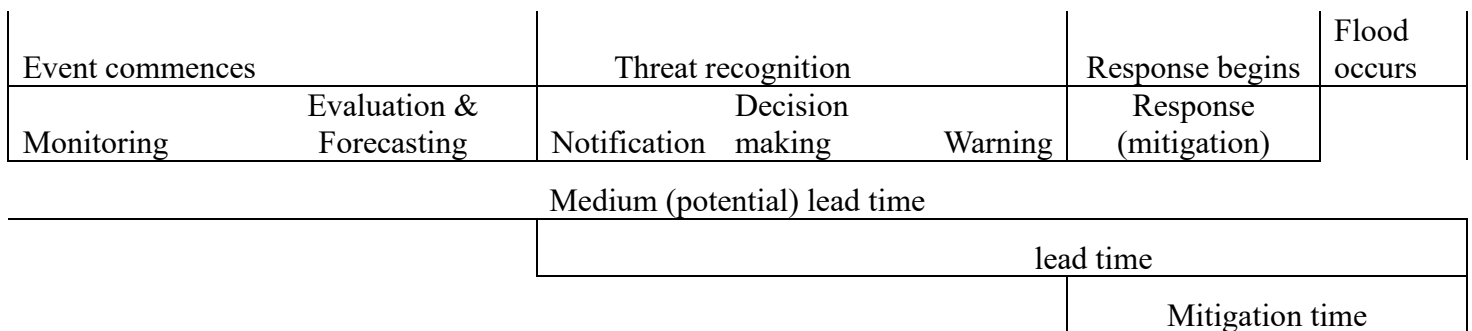 Flood
Event commences Threat recognition Response begins occurs
Evaluation & Decision Response
Monitoring Forecasting Notification making Warning (mitigation)
Medium (potential) lead time
lead time
Mitigation time